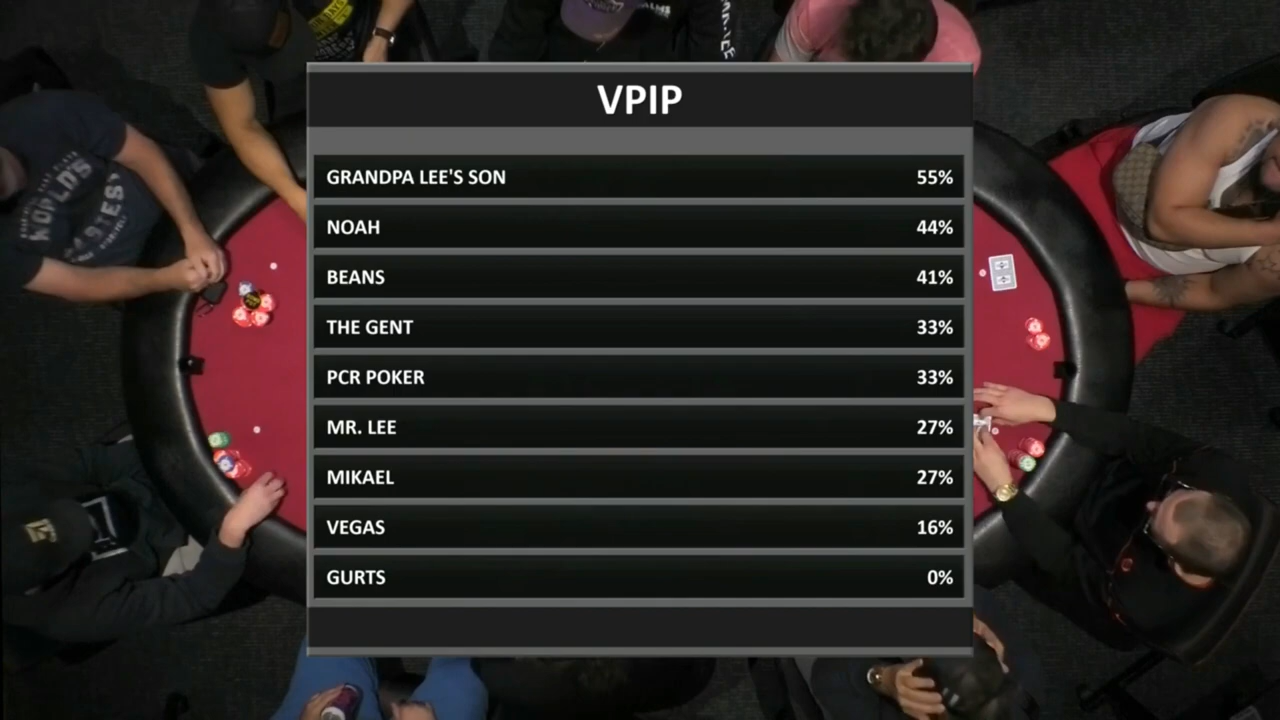 VPIP
GRANDPA LEE'S SON 55%
NOAH 44%
BEANS 41%
THE GENT 33%
PCR POKER 33%
MR. LEE 27%
MIKAEL 27%
VEGAS 16%
GURTS 0%
WORLD'S